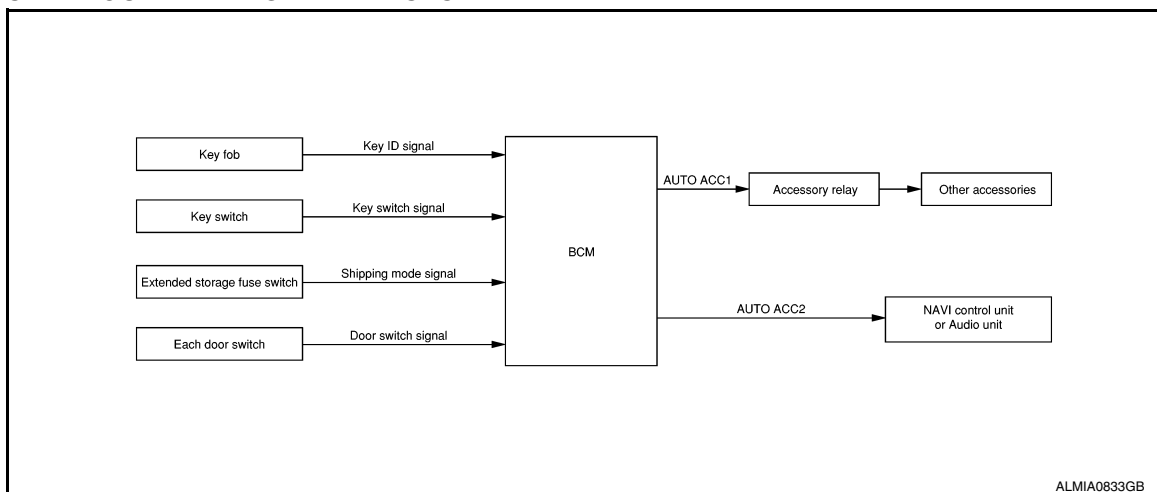 Key fob
Key ID signal
Key switch
Key switch signal
Extended storage fuse switch
Shipping mode signal
Each door switch
Door switch signal
BCM
AUTO ACC1
Accessory relay
Other accessories
AUTO ACC2
NAVI control unit
or Audio unit
ALMIA0833GB